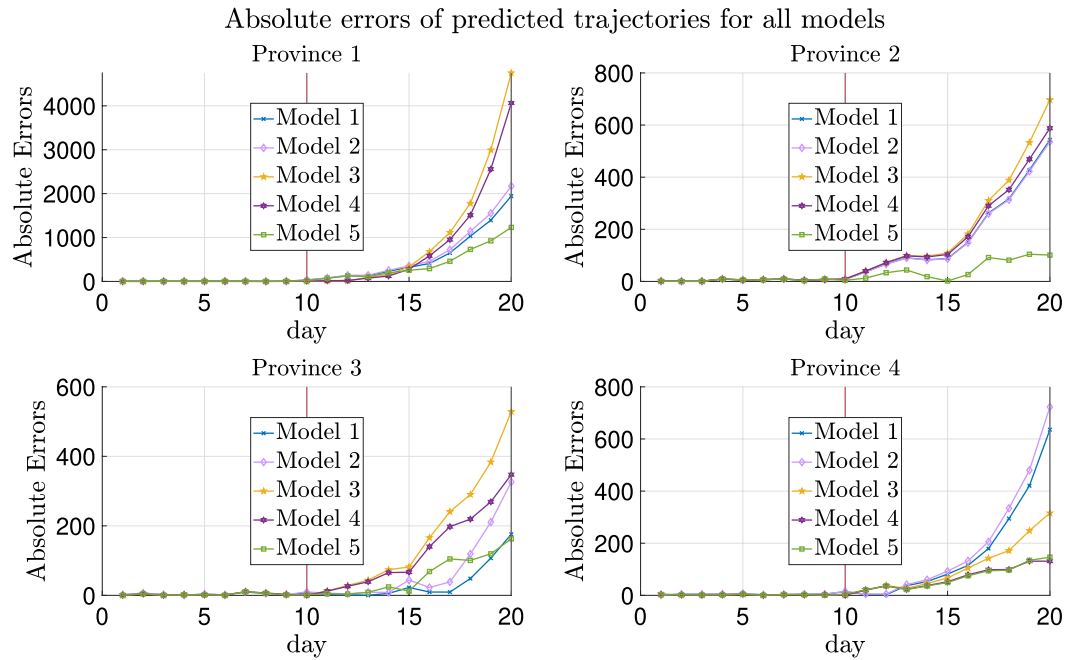 Absolute errors of predicted trajectories for all models
Province 1
Absolute Errors
4000
3000
2000
1000
0
Model 1
Model 2
Model 3
Model 4
Model 5
0 5 10 15 20
day
Province 2
Absolute Errors
800
600
400
200
0
Model 1
Model 2
Model 3
Model 4
Model 5
0 5 10 15 20
day
Province 3
Absolute Errors
600
400
200
0
Model 1
Model 2
Model 3
Model 4
Model 5
0 5 10 15 20
day
Province 4
Absolute Errors
800
600
400
200
0
Model 1
Model 2
Model 3
Model 4
Model 5
0 5 10 15 20
day